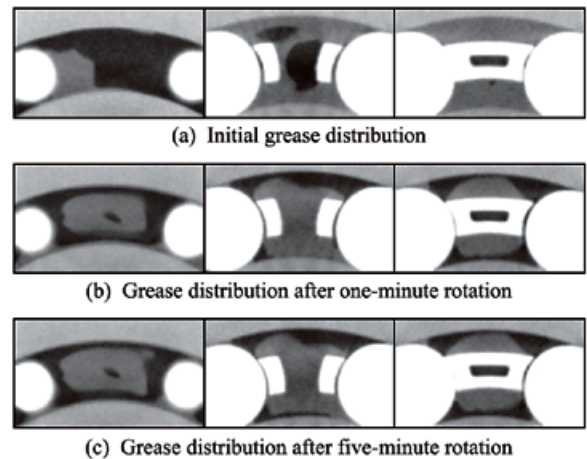 (a) Initial grease distribution
(b) Grease distribution after one-minute rotation
(c) Grease distribution after five-minute rotation